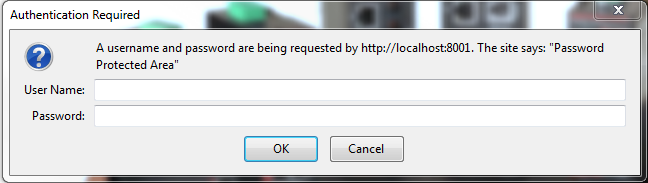 Authentication Required
A username and password are being requested by http://localhost:8001. The site says: "Password
Protected Area"
User Name:
Password:
OK
Cancel